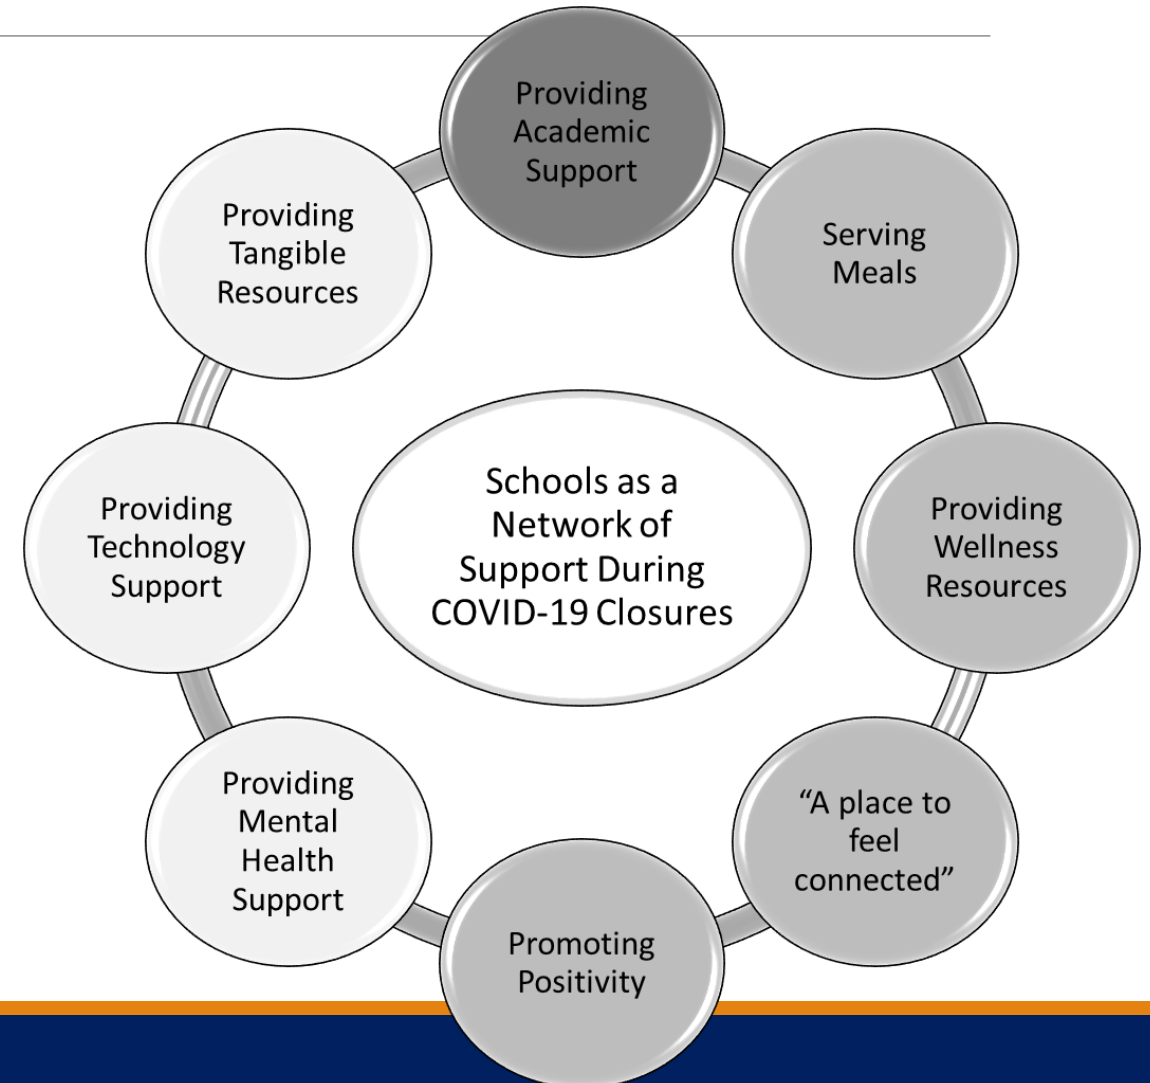 Providing
Academic
Support
Serving
Meals
Providing
Wellness
Resources
“A place to
feel
connected”
Promoting
Positivity
Providing
Mental
Health
Support
Providing
Technology
Support
Providing
Tangible
Resources
Schools as a
Network of
Support During
COVID-19 Closures